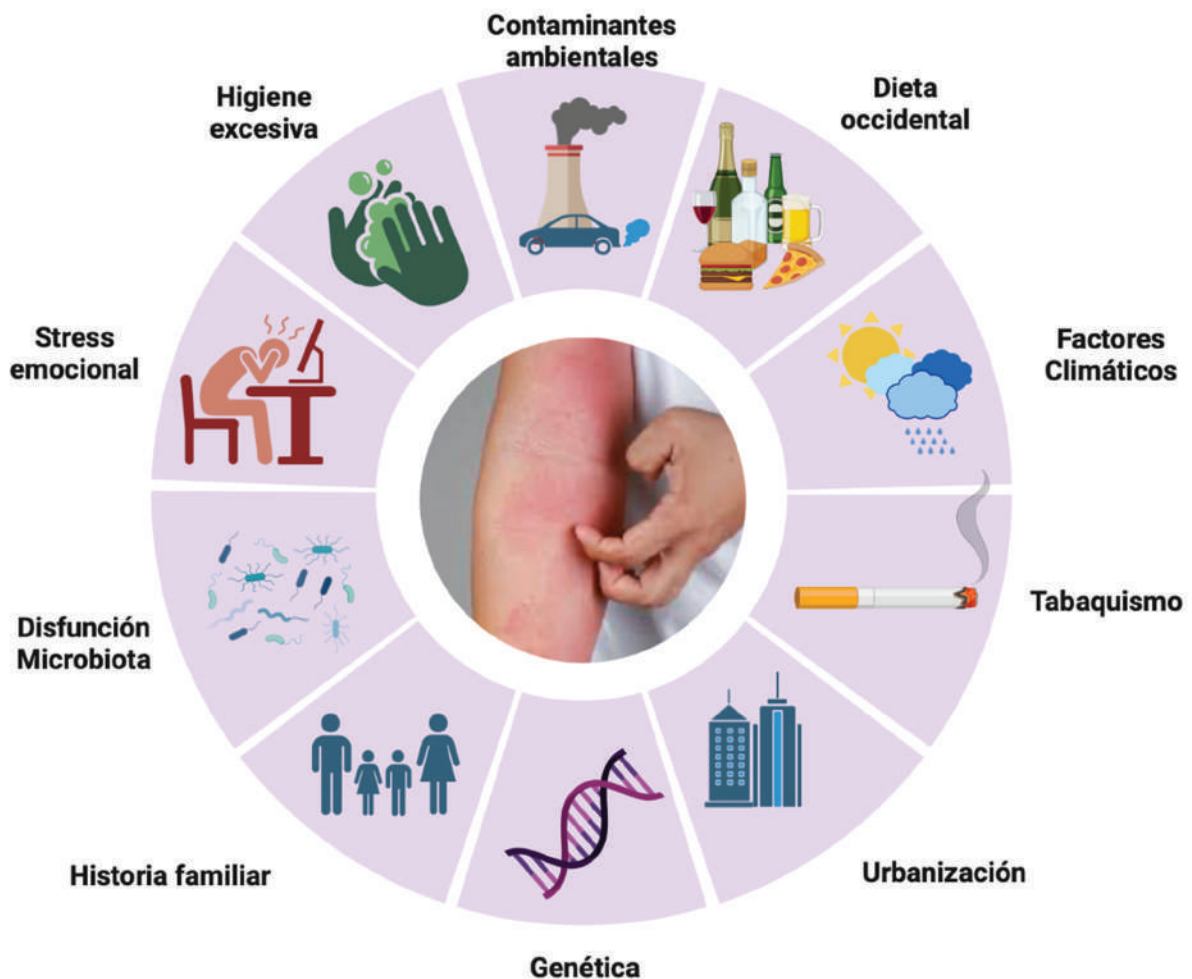 Contaminantes
ambientales
Dieta
occidental
Factores
Climáticos
Tabaquismo
Urbanización
Genética
Historia familiar
Disfunción
Microbiota
Stress
emocional
Higiene
excesiva